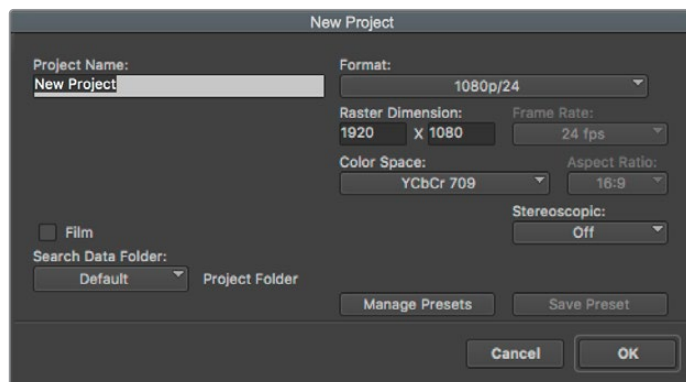 New Project
Project Name:
New Project
Format:
1080p/24
Raster Dimension:
1920 X 1080
Frame Rate:
24 fps
Color Space:
YCbCr 709
Aspect Ratio:
16:9
Stereoscopic:
Off
Film
Search Data Folder:
Default
Project Folder
Manage Presets
Save Preset
Cancel
OK